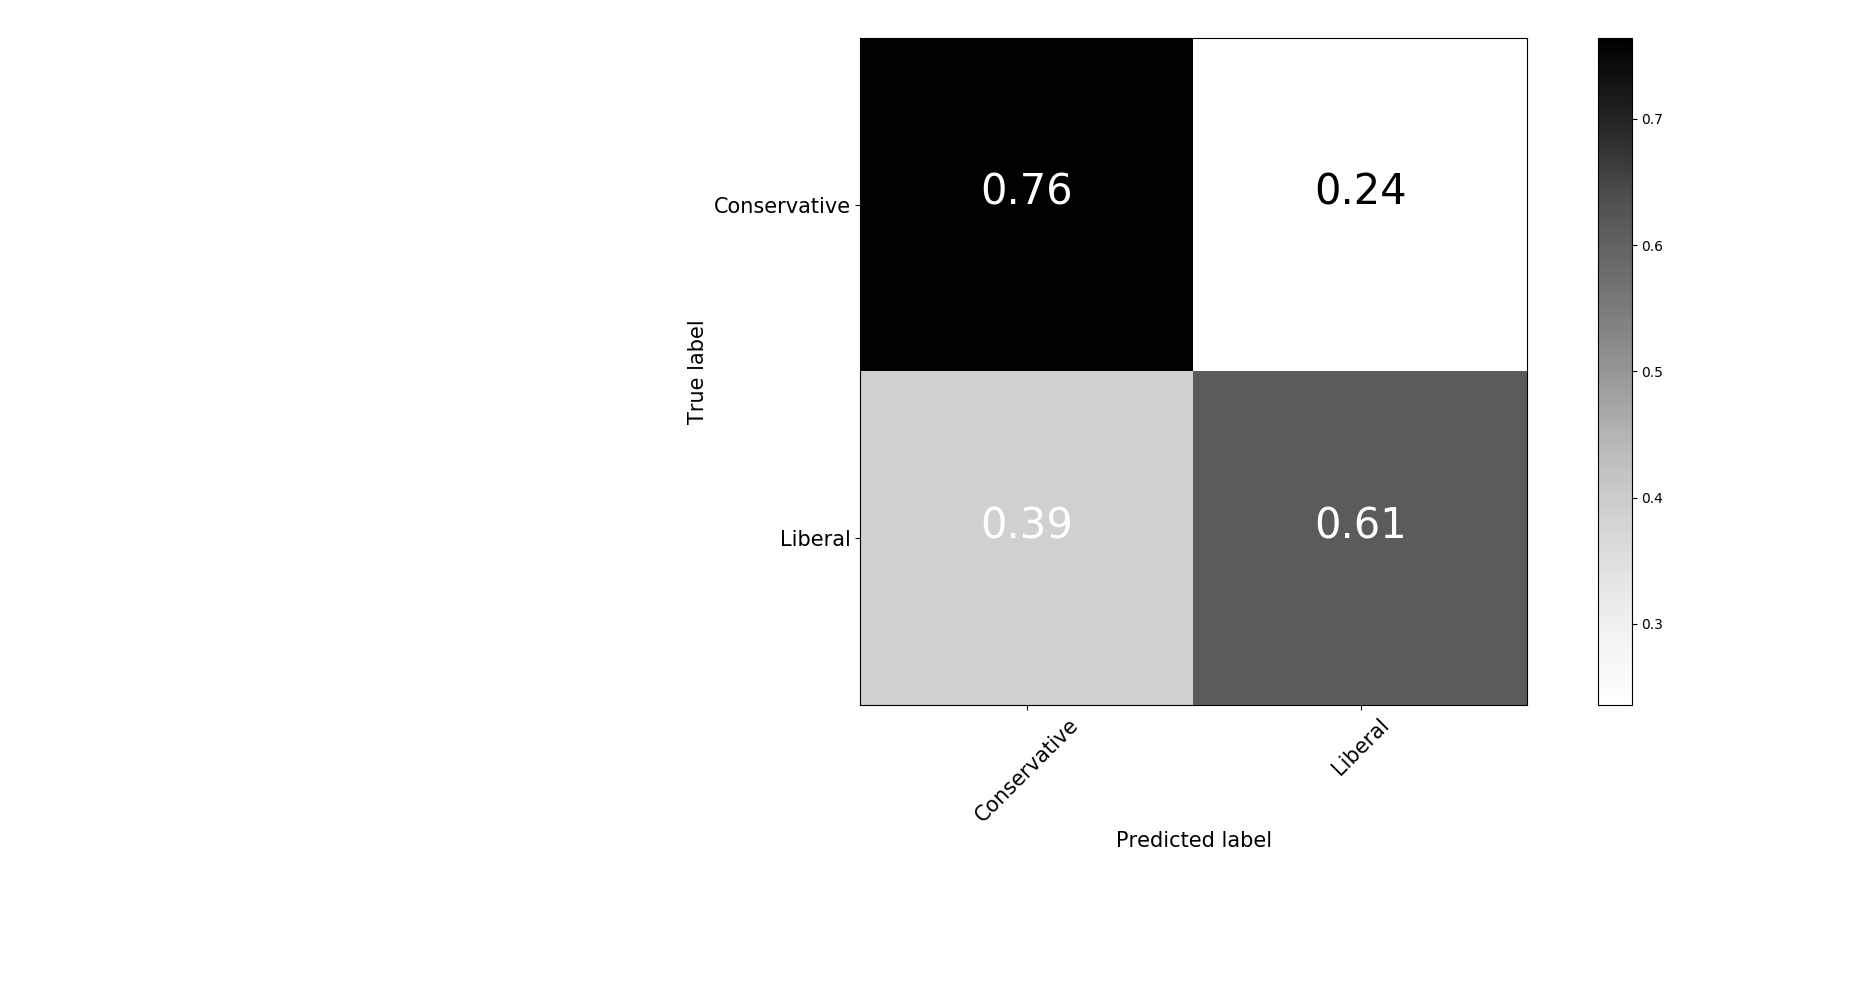 0.76 0.24
Conservative
True label
0.39 0.61
Liberal
Conservative
Liberal
Predicted label
0.7
0.6
0.5
0.4
0.3